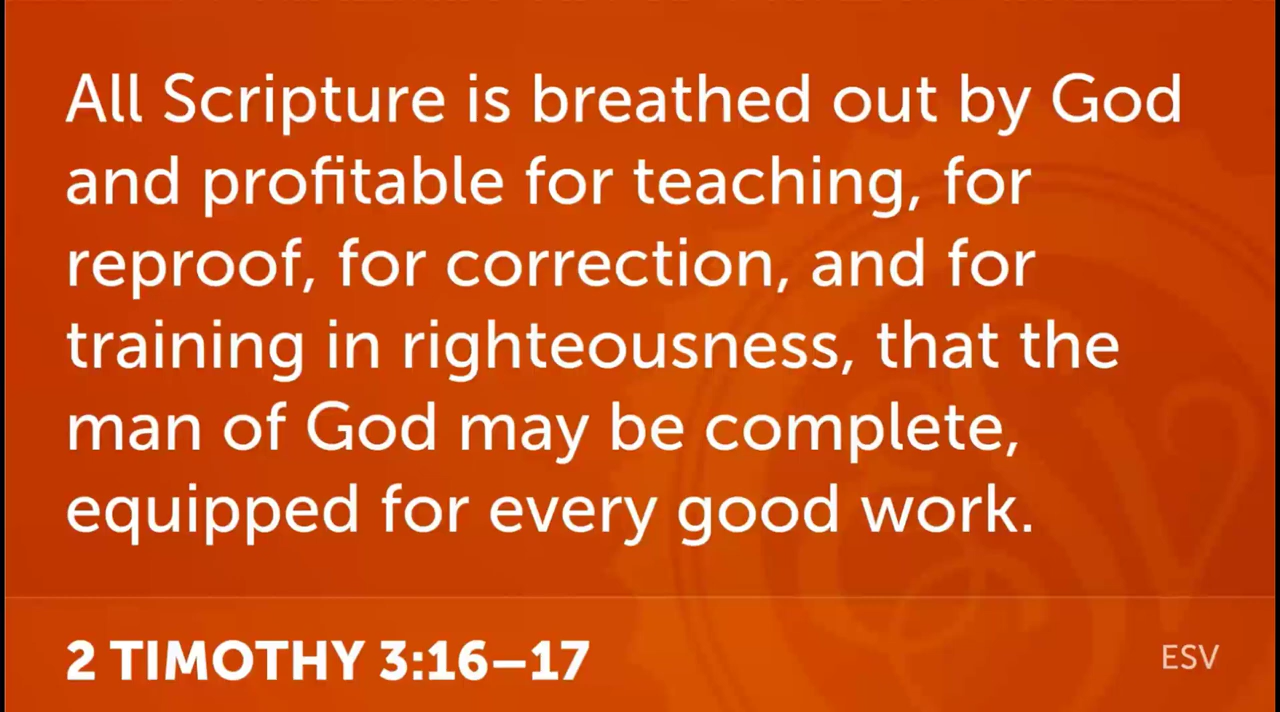 All Scripture is breathed out by God
and profitable for teaching, for
reproof, for correction, and for
training in righteousness, that the
man of God may be complete,
equipped for every good work.
2 TIMOTHY 3:16–17
ESV